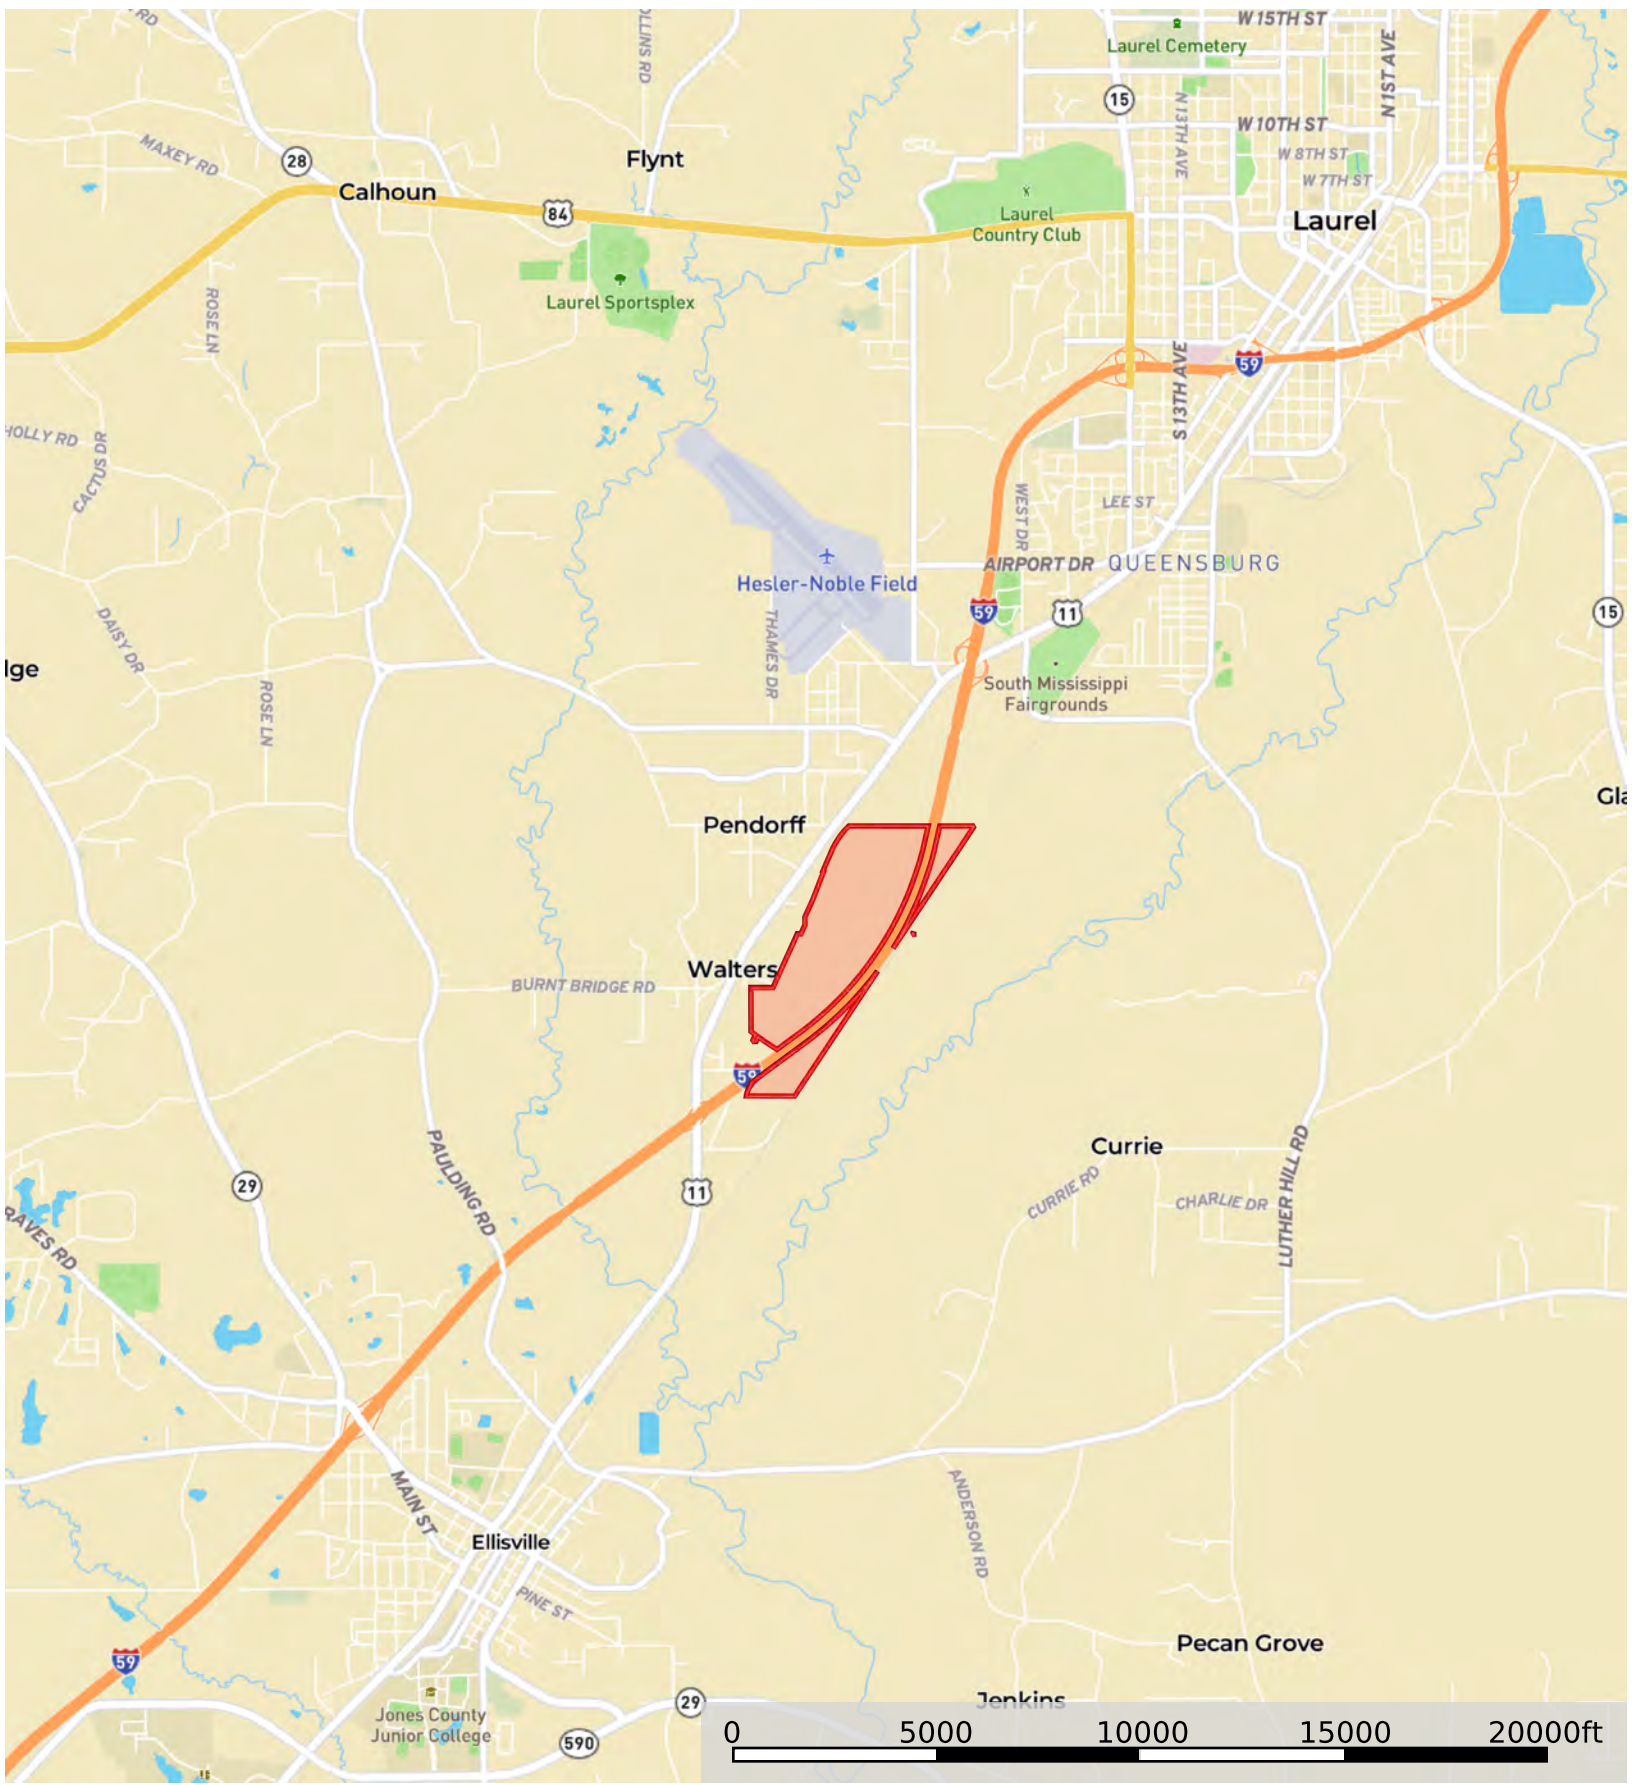 W 15TH ST
Laurel Cemetery
N 1ST AVE
15
N 13TH AVE
W 10TH ST
MAXEY RD
28
Flynt
W 8TH ST
W 7TH ST
Calhoun
84
Laurel
Country Club
Laurel
Laurel Sportsplex
ROSE LN
S 13TH AVE
59
HOLLY RD
CACTUS DR
LEE ST
WEST DR
AIRPORT DR
QUEENSBURG
Hesler-Noble Field
59
11
15
DAISY DR
THAMES DR
South Mississippi
Fairgrounds
ROSE LN
Pendorff
Walters
BURNT BRIDGE RD
59
PAULDING RD
Currie
LUTHER HILL RD
29
11
CURRIE RD
CHARLIE DR
MAIN ST
ANDERSON RD
Ellisville
PINE ST
Pecan Grove
59
29
Jenkins
Jones County
Junior College
590
0 5000 10000 15000 20000ft